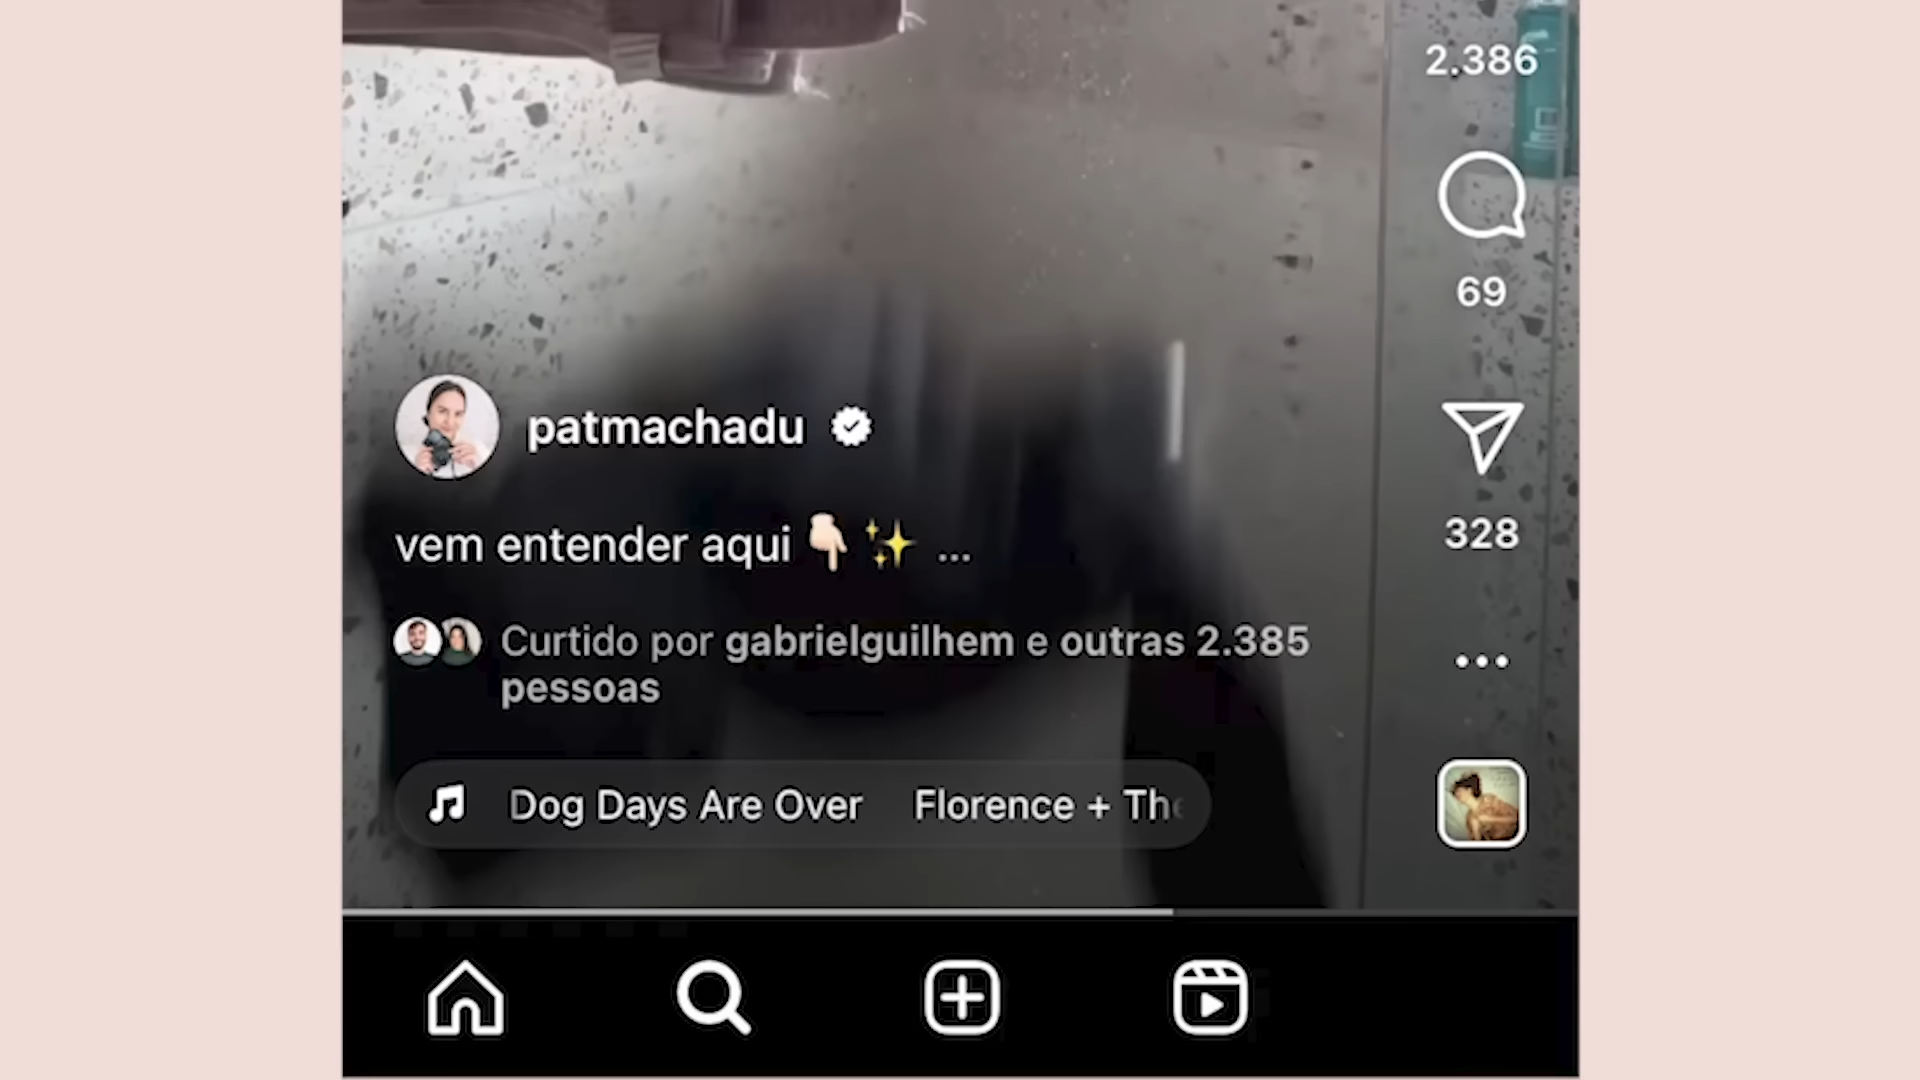 2.386
69
patmachadu
328
vem entender aqui 👇🏻 ✨ ...
Curtido por gabrielguilhem e outras 2.385
pessoas
Dog Days Are Over Florence + The